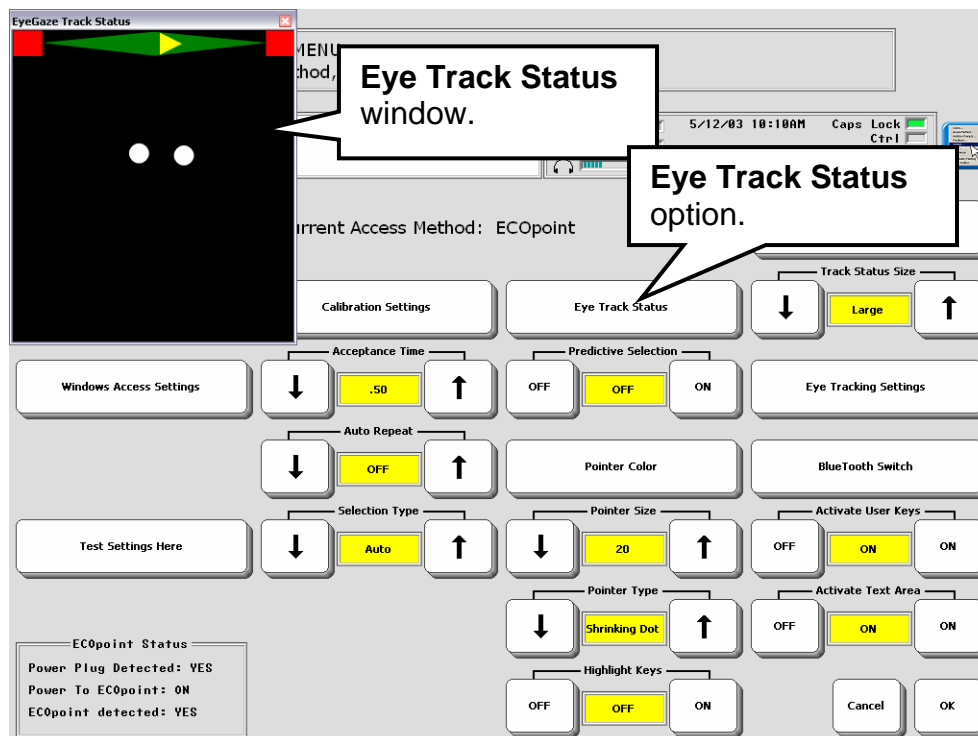 EyeGaze Track Status
MENU
Eye Track Status
window.
5/12/03 10:10AM Caps Lock
Ctrl
Eye Track Status
option.
Current Access Method: ECOpoint
Track Status Size
Calibration Settings
Eye Track Status
Large
Acceptance Time
Predictive Selection
Windows Access Settings
.50
OFF
OFF
ON
Eye Tracking Settings
Auto Repeat
OFF
Pointer Color
BlueTooth Switch
Selection Type
Pointer Size
Activate User Keys
Test Settings Here
Auto
20
OFF
ON
ON
Pointer Type
Activate Text Area
Shrinking Dot
OFF
ON
ON
ECOpoint Status
Power Plug Detected: YES
Power To ECOpoint: ON
ECOpoint detected: YES
Highlight Keys
OFF
OFF
ON
Cancel
OK